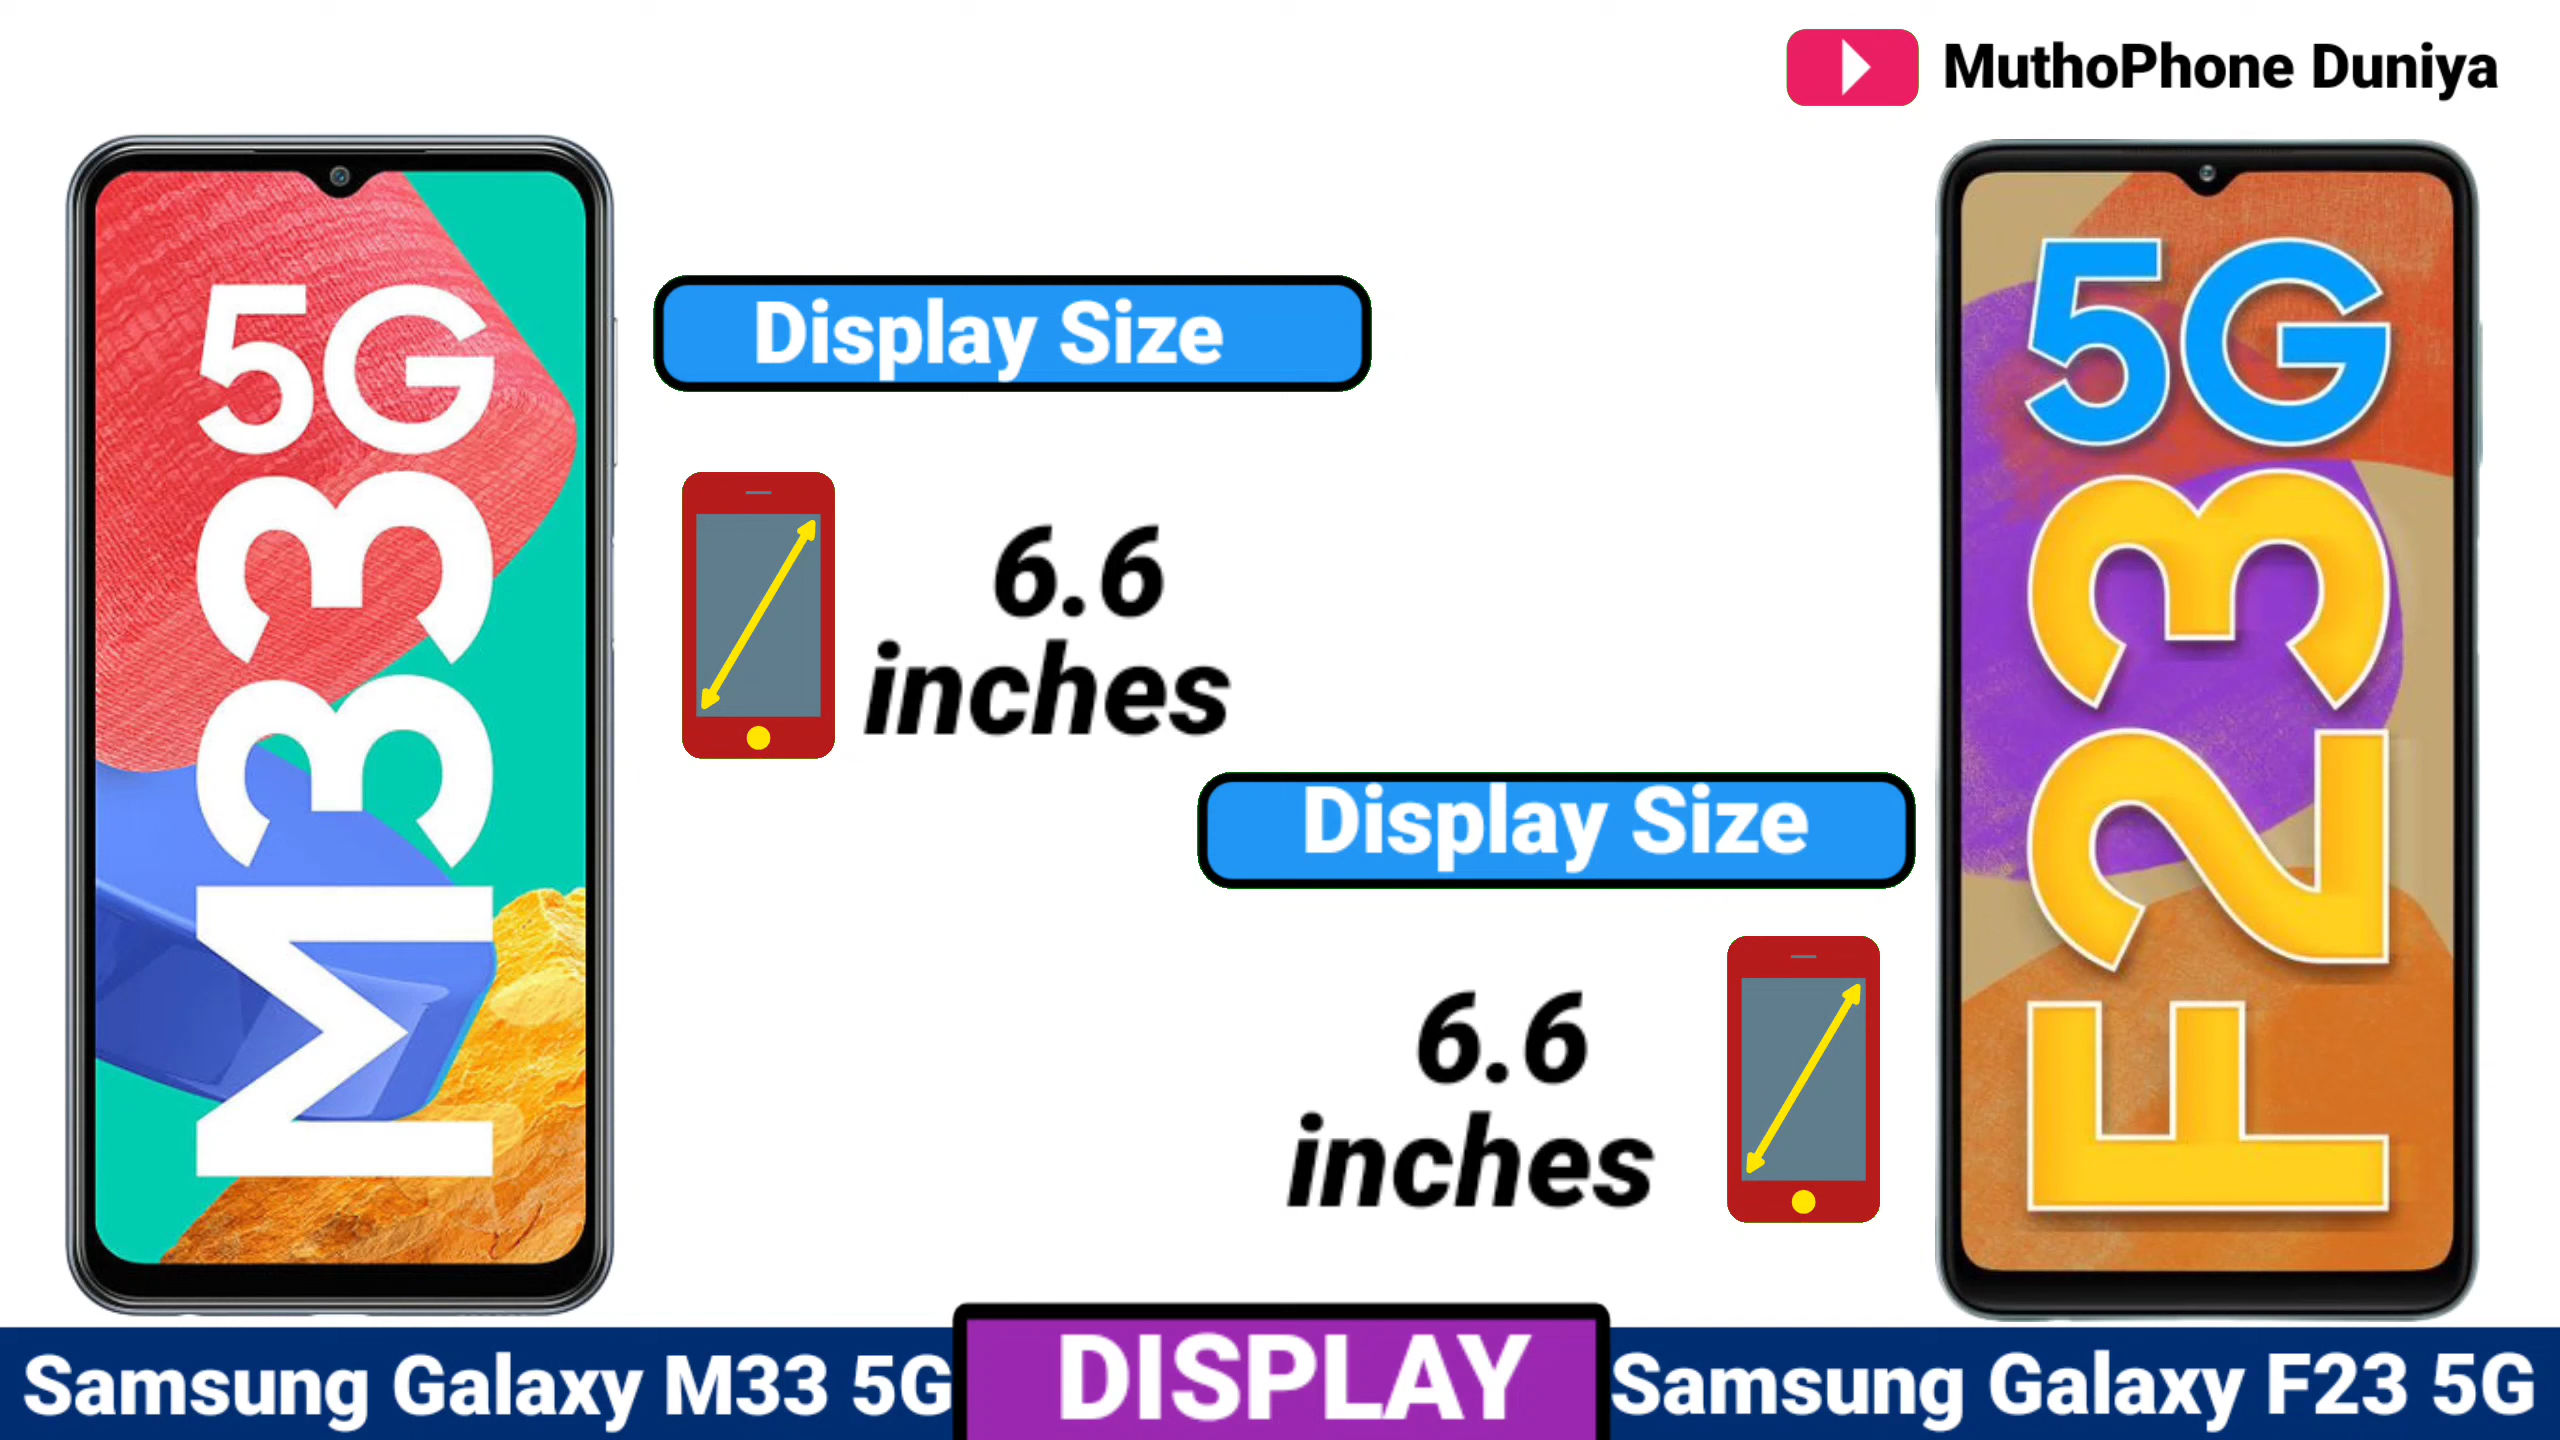 MuthoPhone Duniya
M33 5G
Display Size
6.6
inches
Display Size
6.6
inches
F23 5G
Samsung Galaxy M33 5G
DISPLAY
Samsung Galaxy F23 5G